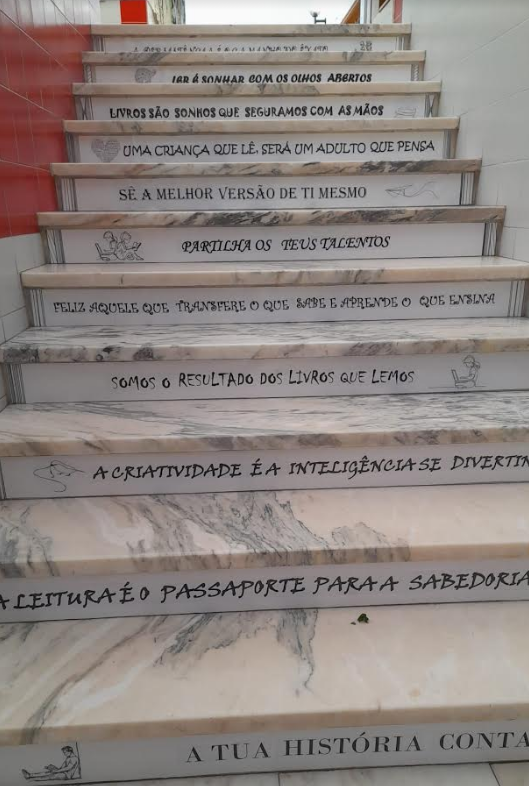 LER É SONHAR COM OS OLHOS ABERTOS
LIVROS SÃO SONHOS QUE SEGURAMOS COM AS MÃOS
UMA CRIANÇA QUE LÊ, SERÁ UM ADULTO QUE PENSA
SÊ A MELHOR VERSÃO DE TI MESMO
PARTILHA OS TEUS TALENTOS
FELIZ AQUELE QUE TRANSFERE O QUE SABE E APRENDE O QUE ENSINA
SOMOS O RESULTADO DOS LIVROS QUE LEMOS
A CRIATIVIDADE É A INTELIGÊNCIA SE DIVERTIN
A LEITURA É O PASSAPORTE PARA A SABEDORIA
A TUA HISTÓRIA CONTA